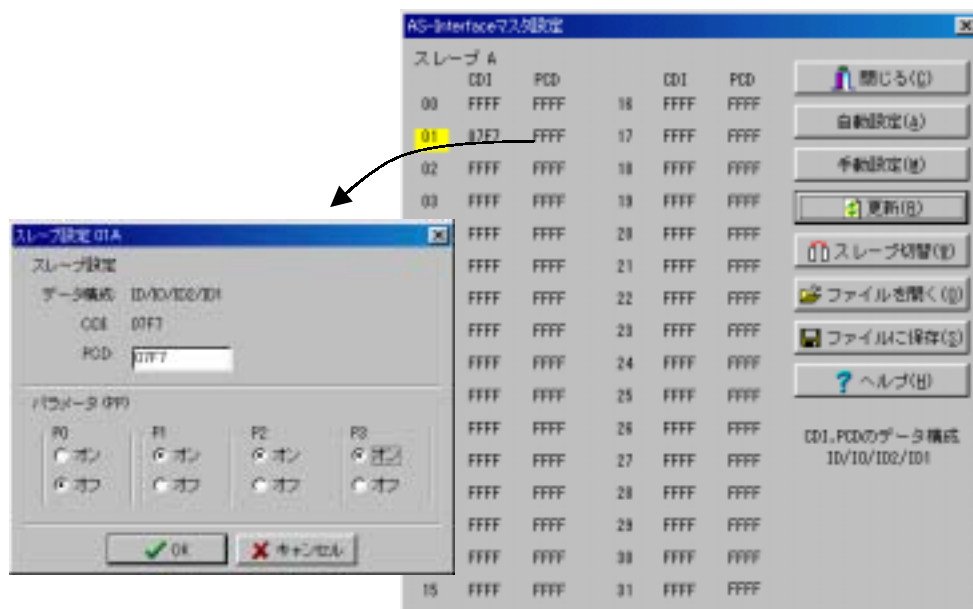 AS-Interfaceマスタ設定
スレーブ A
CDI PCD CDI PCD
00 FFFF FFFF 16 FFFF FFFF
01 07F7 FFFF 17 FFFF FFFF
02 FFFF FFFF 18 FFFF FFFF
03 FFFF FFFF 19 FFFF FFFF
FFFF FFFF 20 FFFF FFFF
FFFF FFFF 21 FFFF FFFF
FFFF FFFF 22 FFFF FFFF
FFFF FFFF 23 FFFF FFFF
FFFF FFFF 24 FFFF FFFF
FFFF FFFF 25 FFFF FFFF
FFFF FFFF 26 FFFF FFFF
FFFF FFFF 27 FFFF FFFF
FFFF FFFF 28 FFFF FFFF
FFFF FFFF 29 FFFF FFFF
FFFF FFFF 30 FFFF FFFF
15 FFFF FFFF 31 FFFF FFFF
閉じる(C)
自動設定(A)
手動設定(M)
更新(R)
スレーブ切替(W)
ファイルを開く(O)
ファイルに保存(S)
ヘルプ(H)
CDI,PCDのデータ構成
ID/IO/ID2/ID1
スレーブ設定 01A
スレーブ設定
データ構成 ID/IO/ID2/ID1
CDI 07F7
PCD 07F7
パラメータ(PP)
P0 P1 P2 P3
オン オン オン オン
オフ オフ オフ オフ
OK キャンセル